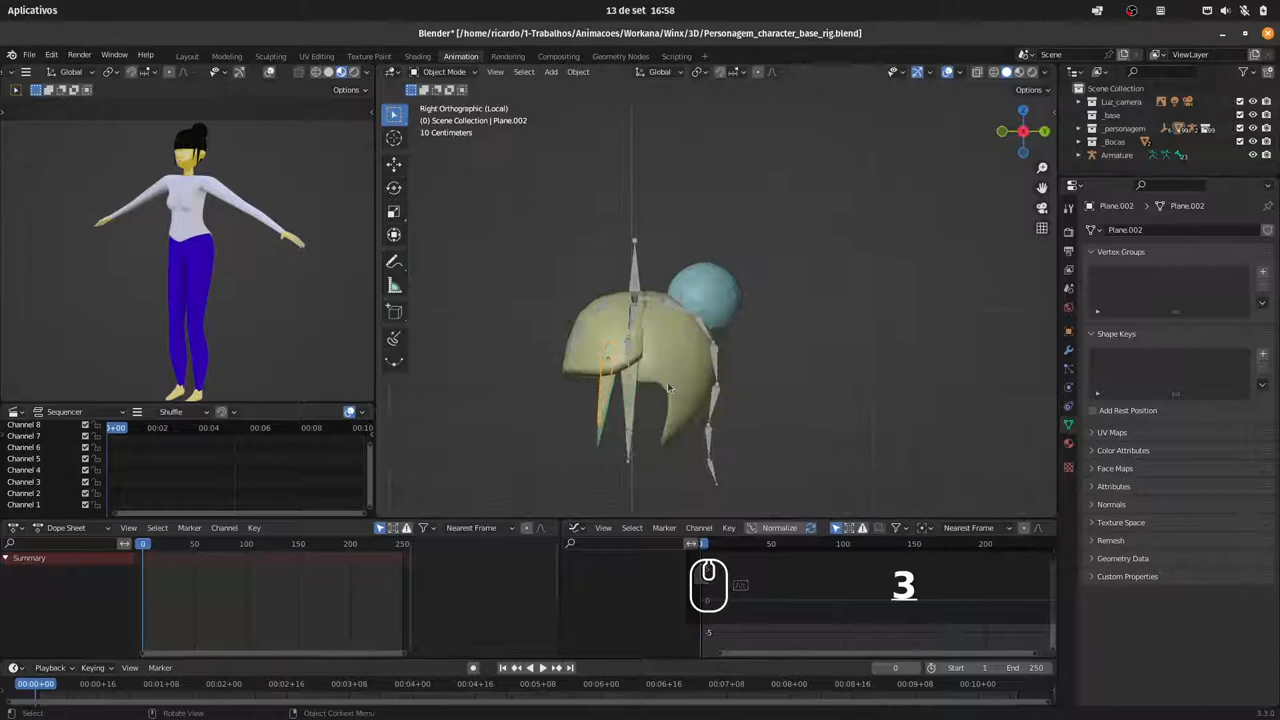 Aplicativos
13 de set 16:58
Blender* [/home/ricardo/1-Trabalhos/Animacoes/Workana/Winx/3D/Personagem_character_base_rig.blend]
File Edit Render Window Help
Layout Modeling Sculpting UV Editing Texture Paint Shading Animation Rendering Compositing Geometry Nodes Scripting
Scene
ViewLayer
Global
Object Mode View Select Add Object
Global
Options
Options
Right Orthographic (Local)
(0) Scene Collection | Plane.002
10 Centimeters
Scene Collection
Luz_camera
_base
_personagem
_Bocas
Armature
Plane.002
Plane.002
Plane.002
Vertex Groups
Shape Keys
Add Rest Position
UV Maps
Color Attributes
Face Maps
Attributes
Normals
Texture Space
Remesh
Geometry Data
Custom Properties
Sequencer
Shuffle
0+00 00:02 00:04 00:06 00:08 00:10
Channel 8
Channel 7
Channel 6
Channel 5
Channel 4
Channel 3
Channel 2
Channel 1
Dope Sheet View Select Marker Channel Key
Nearest Frame
View Select Marker Channel Key
Normalize
Nearest Frame
0 50 100 150 200 250
Summary
50 100 150 200
0
-5
Alt
3
Playback Keying View Marker
0
Start 1
End 250
00:00+00 00:00+16 00:01+08 00:02+00 00:02+16 00:03+08 00:04+00 00:04+16 00:05+08 00:06+00 00:06+16 00:07+08 00:08+00 00:08+16 00:09+08 00:10+00
Select
Rotate View
Object Context Menu
3.3.0